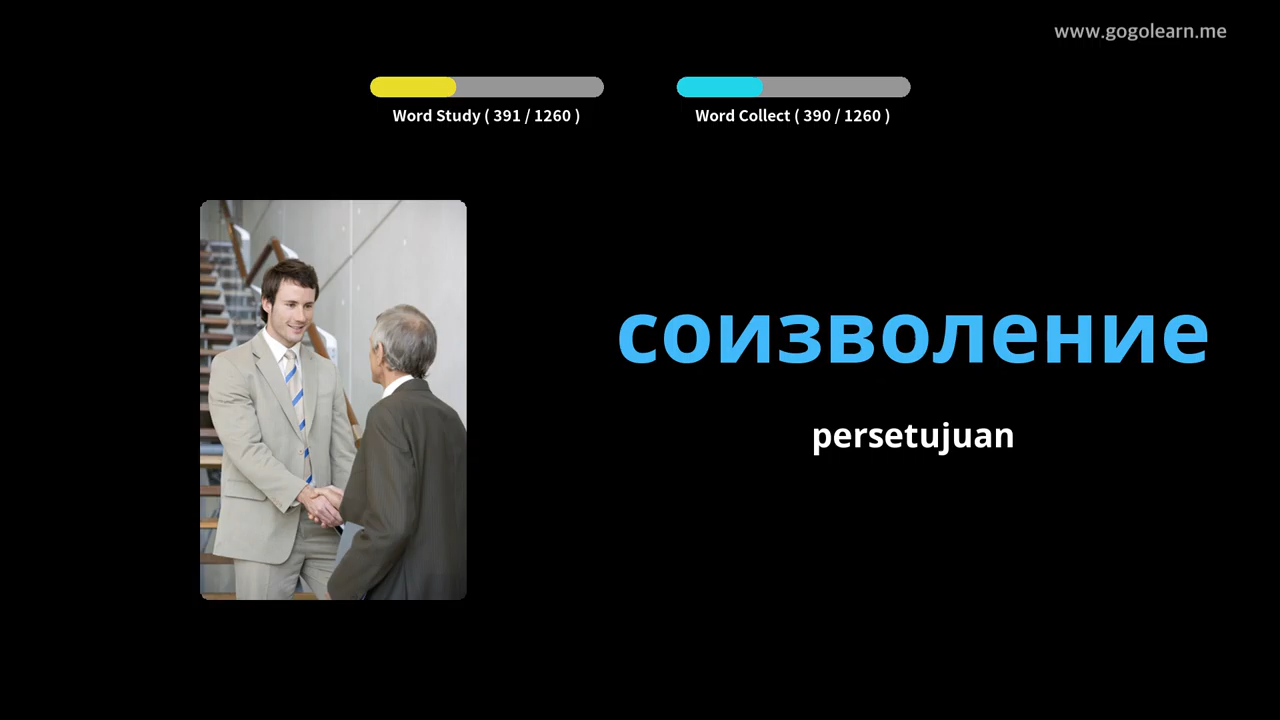 www.gogolearn.me
Word Study ( 391 / 1260 )
Word Collect ( 390 / 1260 )
соизволение
persetujuan